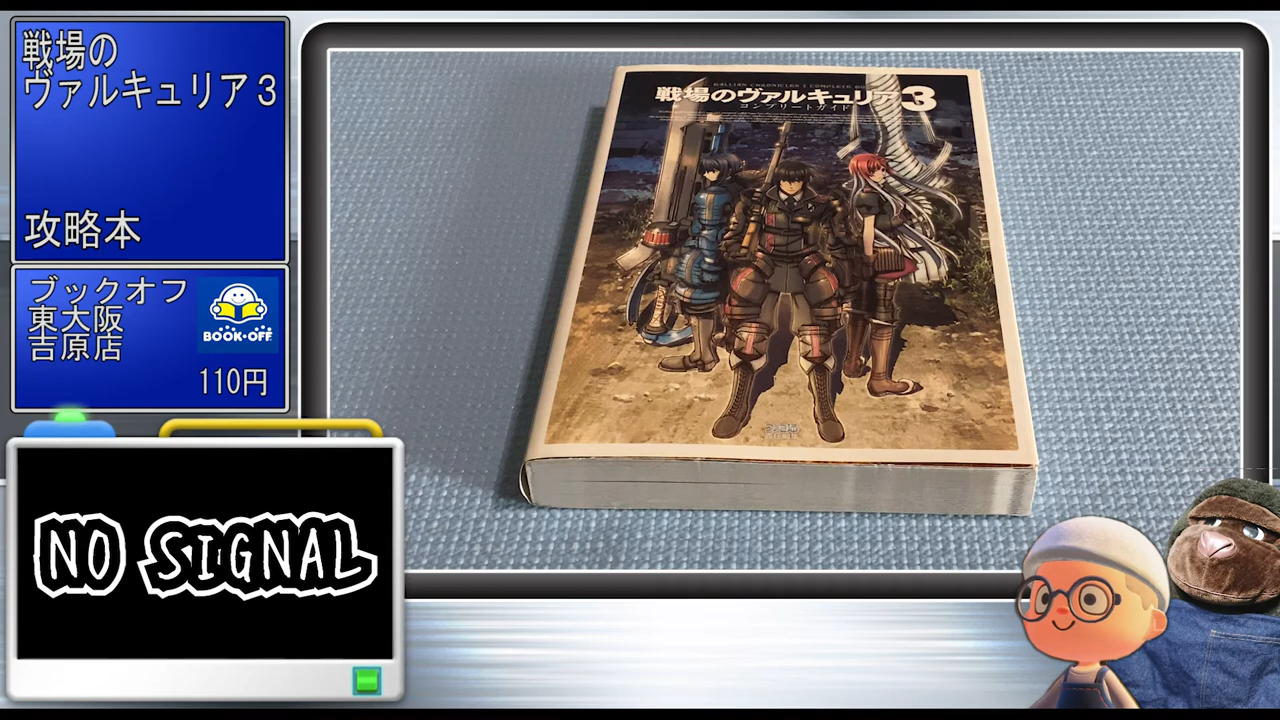 戦場の
ヴァルキュリア３
攻略本
ブックオフ
東大阪
吉原店
BOOK-OFF
110円
NO SIGNAL
戦場のヴァルキュリア3
コンプリートガイド